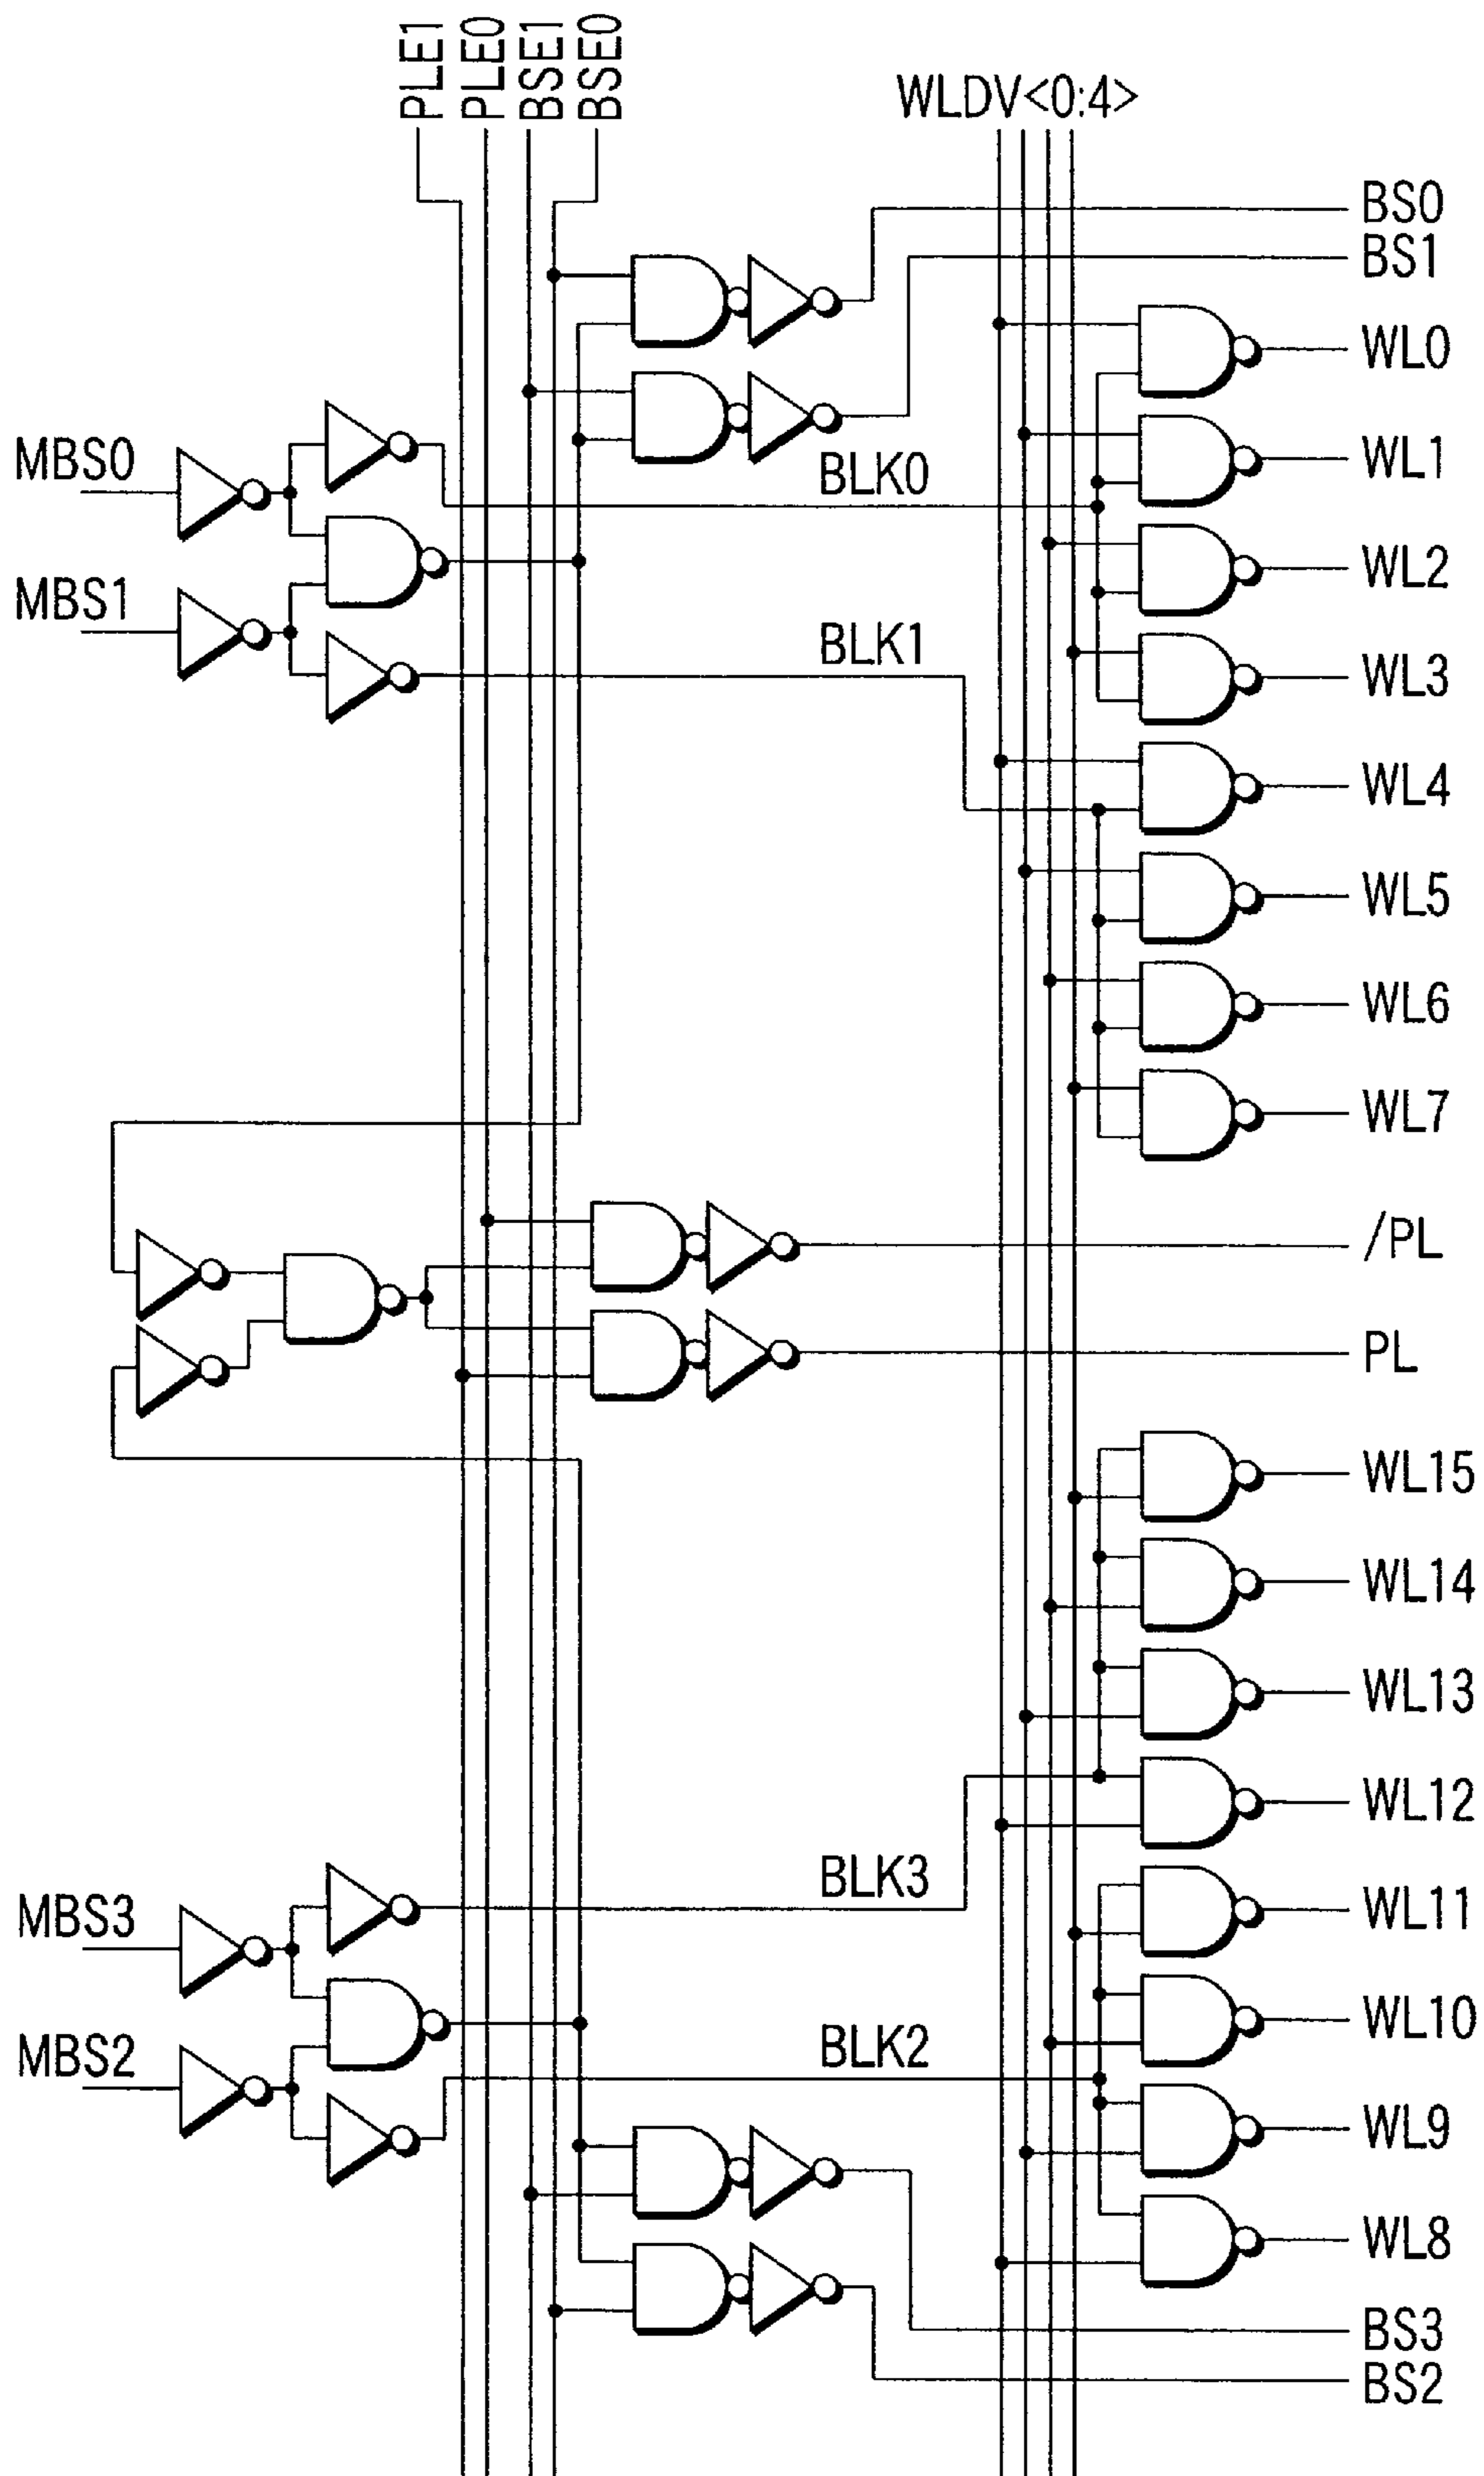 PLE1
PLE0
BSE1
BSE0
WLDV<0:4>
BS0
BS1
WL0
MBS0
BLK0
WL1
WL2
MBS1
BLK1
WL3
WL4
WL5
WL6
WL7
/PL
PL
WL15
WL14
WL13
WL12
BLK3
MBS3
WL11
WL10
MBS2
BLK2
WL9
WL8
BS3
BS2